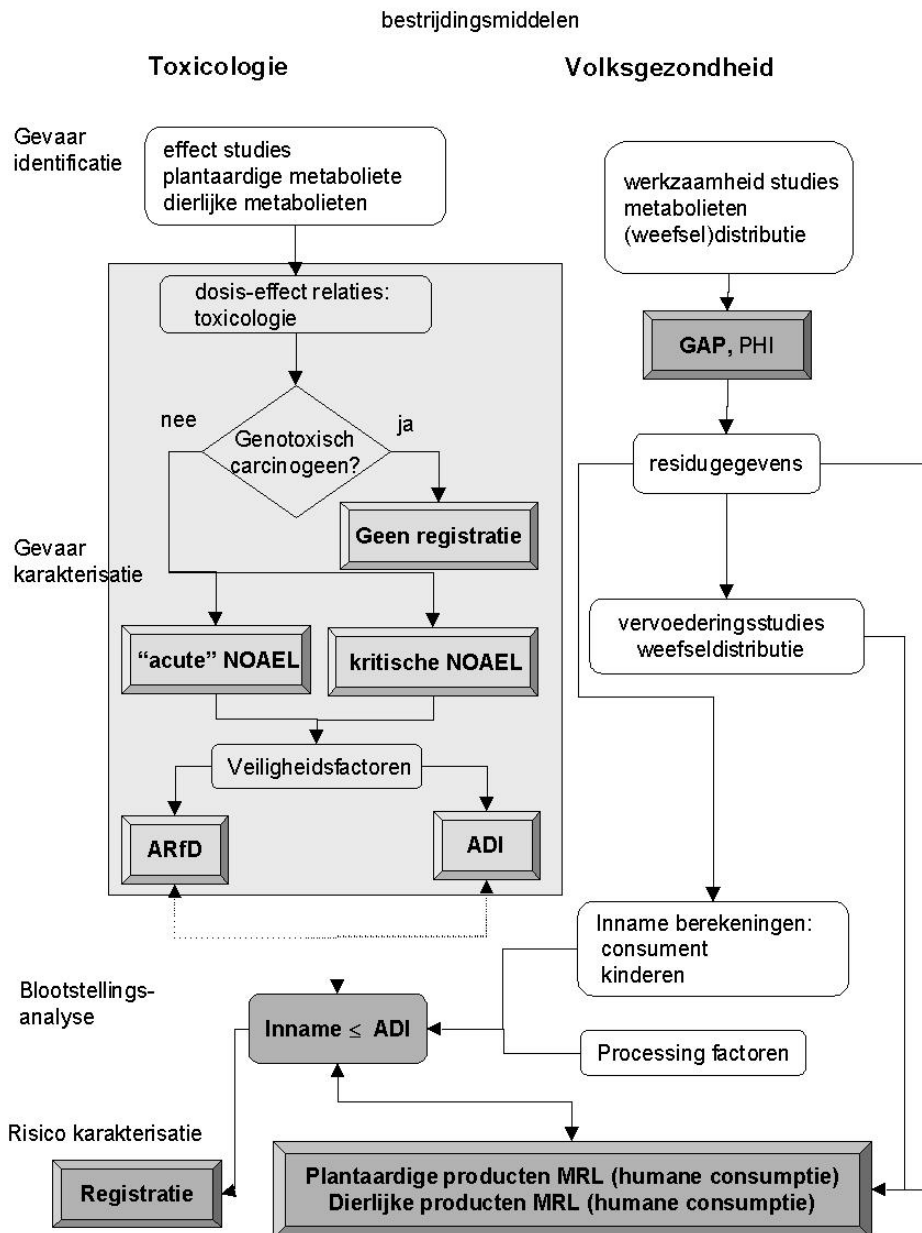 bestrijdingsmiddelen
Toxicologie
Volksgezondheid
Gevaar
identificatie
effect studies
plantaardige metaboliete
dierlijke metabolieten
werkzaamheid studies
metabolieten
(weefsel)distributie
dosis-effect relaties:
toxicologie
GAP, PHI
nee
ja
Genotoxisch
carcinogeen?
residugegevens
Geen registratie
Gevaar
karakterisatie
vervoederingsstudies
weefseldistributie
“acute” NOAEL
kritische NOAEL
Veiligheidsfactoren
ARfD
ADI
Inname berekeningen:
consument
kinderen
Blootstellings-
analyse
Inname ≤ ADI
Processing factoren
Risico karakterisatie
Registratie
Plantaardige producten MRL (humane consumptie)
Dierlijke producten MRL (humane consumptie)